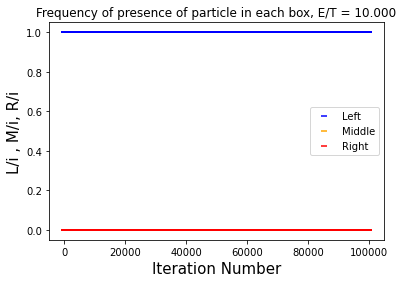 Frequency of presence of particle in each box, E/T = 10.000
L/i , M/i, R/i
1.0
0.8
0.6
0.4
0.2
0.0
Left
Middle
Right
0 20000 40000 60000 80000 100000
Iteration Number